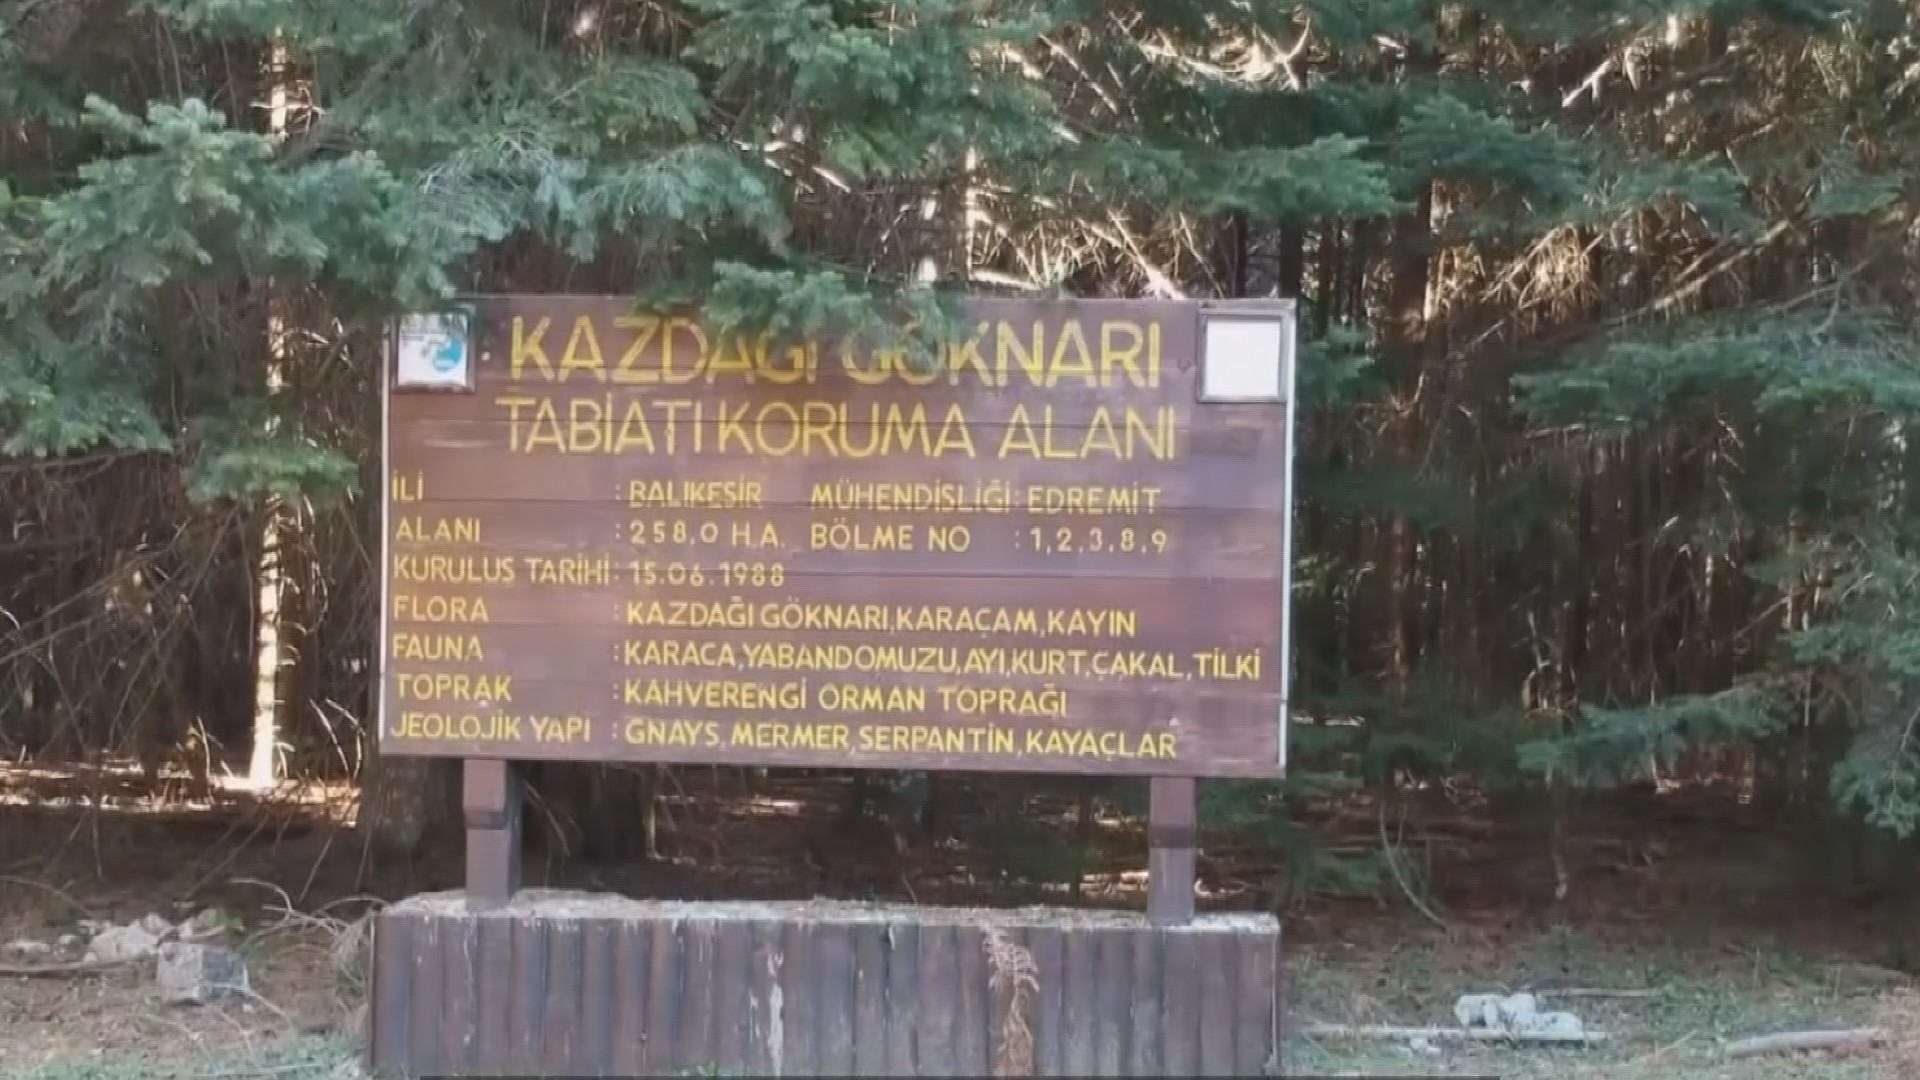 KAZDAĞI GÖKNARI
TABİATI KORUMA ALANI
İLİ : BALIKESİR MÜHENDİSLİĞİ : EDREMİT
ALANI : 258,0 H.A. BÖLME NO : 1,2,3,8,9
KURULUS TARİHİ : 15.06.1988
FLORA : KAZDAĞI GÖKNARI, KARAÇAM, KAYIN
FAUNA : KARACA, YABANDOMUZU, AYI, KURT, ÇAKAL, TİLKİ
TOPRAK : KAHVERENGİ ORMAN TOPRAĞI
JEOLOJİK YAPI : GNAYS, MERMER, SERPANTİN, KAYAÇLAR